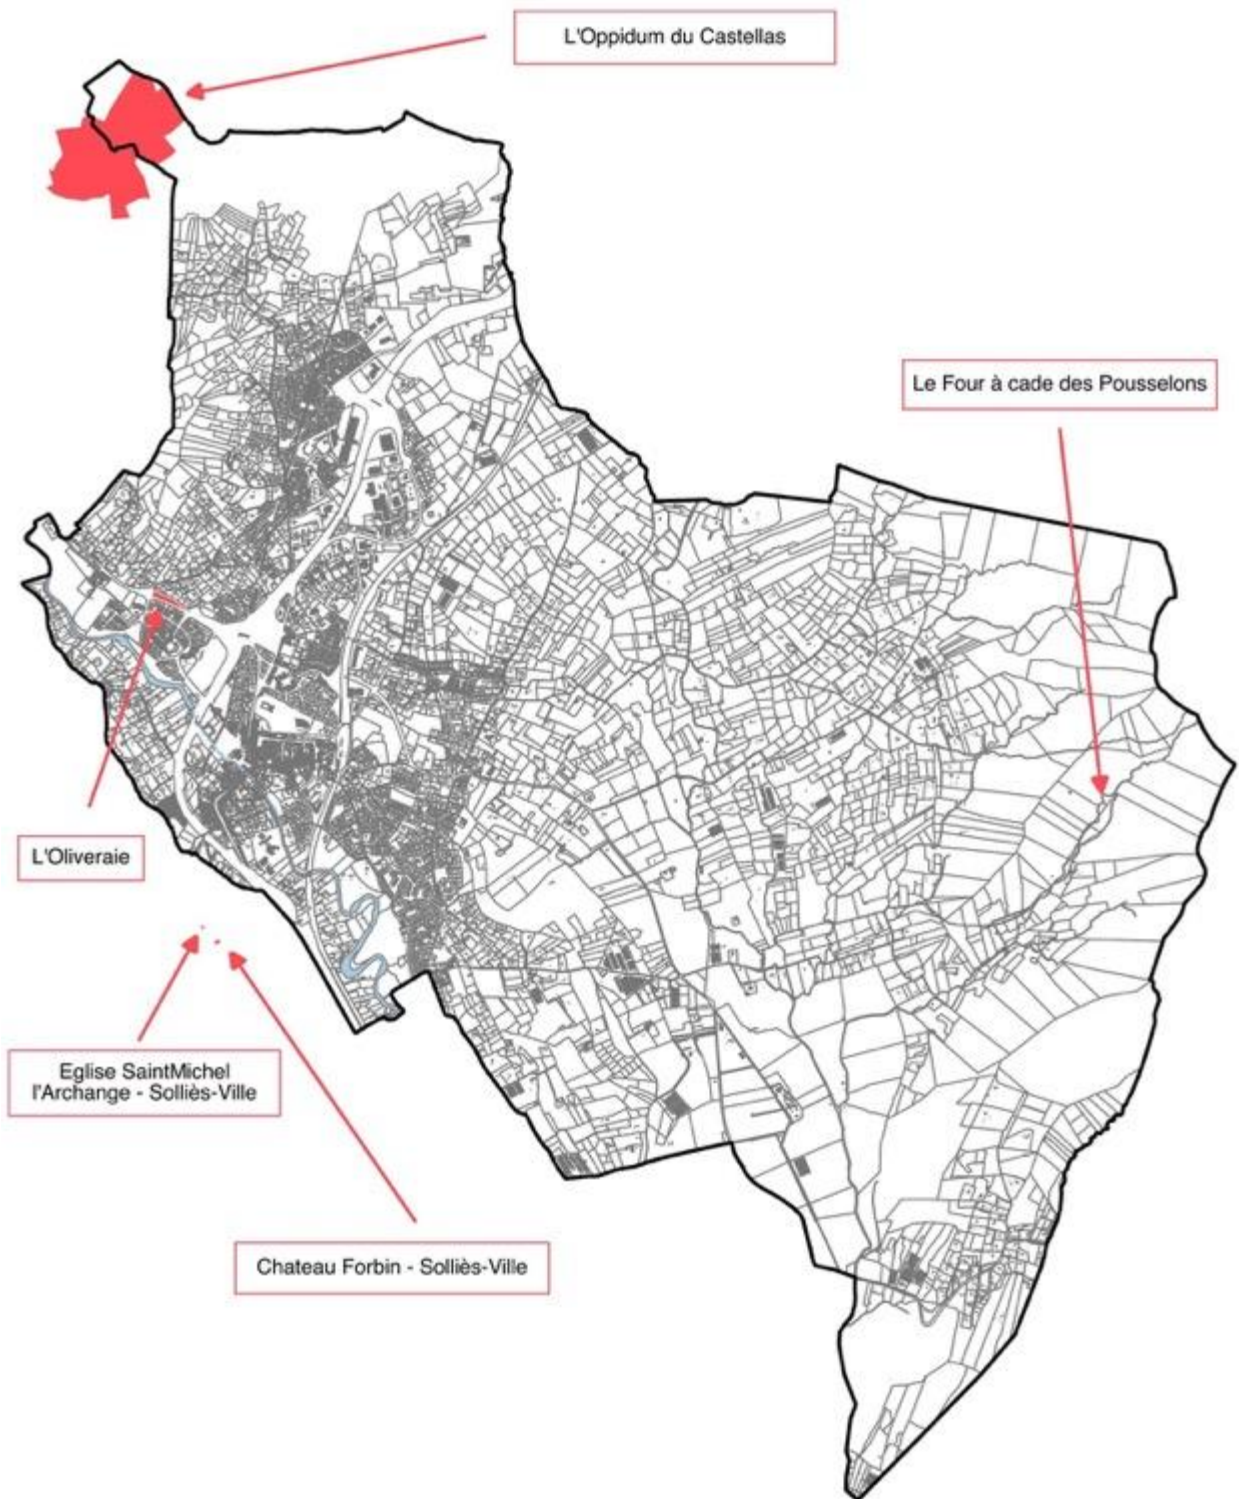 L'Oppidum du Castellas
Le Four à cade des Pousselons
L'Oliveraie
Eglise SaintMichel
l'Archange - Solliès-Ville
Chateau Forbin - Solliès-Ville